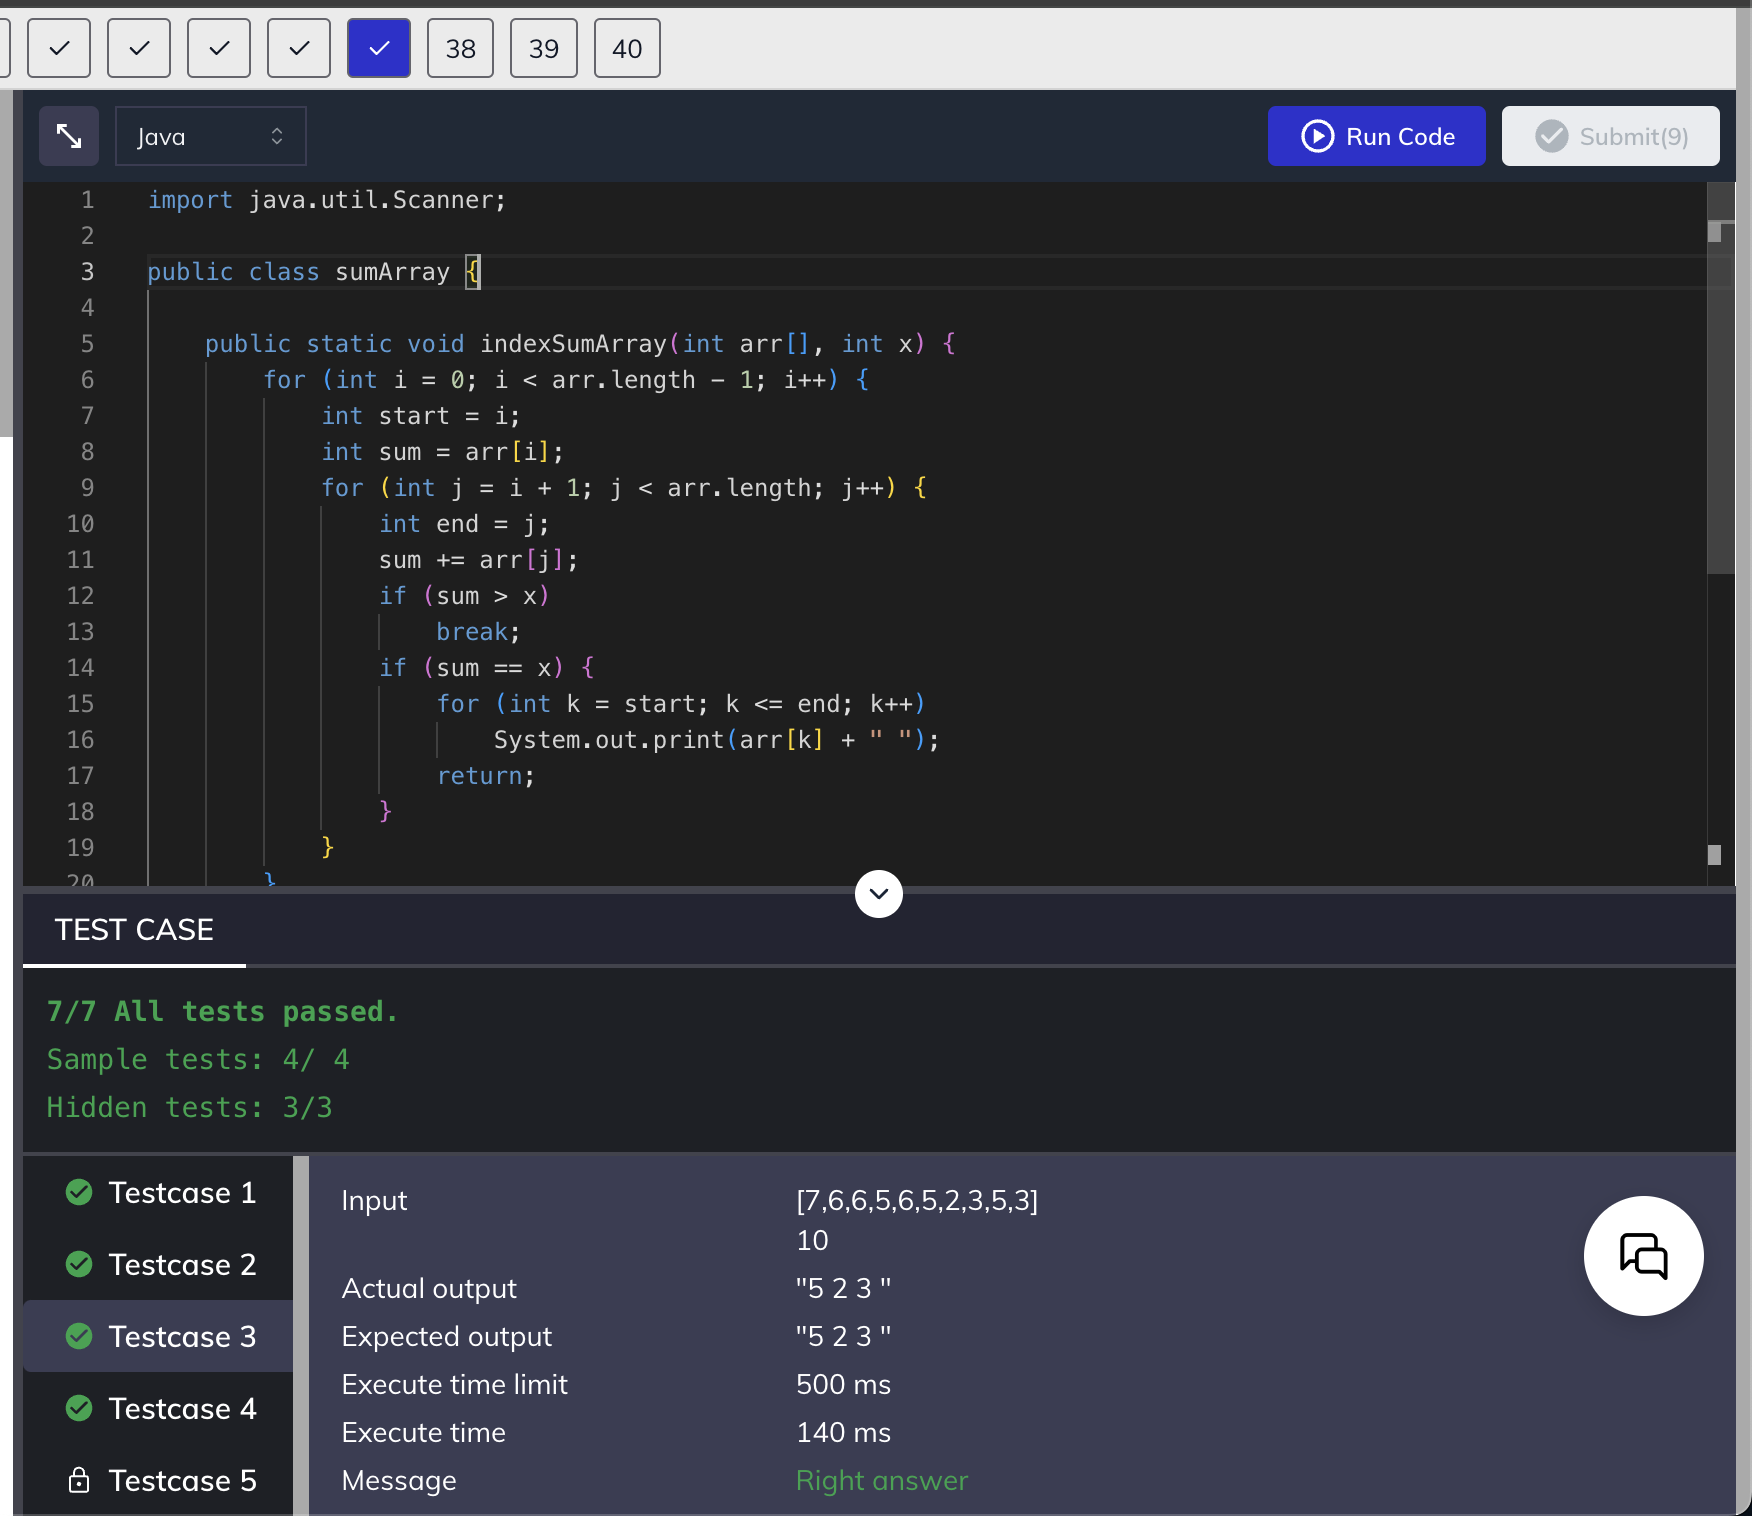 38 39 40
Java
Run Code
Submit(9)
1 import java.util.Scanner;
2
3 public class sumArray {
4
5 public static void indexSumArray(int arr[], int x) {
6 for (int i = 0; i < arr.length - 1; i++) {
7 int start = i;
8 int sum = arr[i];
9 for (int j = i + 1; j < arr.length; j++) {
10 int end = j;
11 sum += arr[j];
12 if (sum > x)
13 break;
14 if (sum == x) {
15 for (int k = start; k <= end; k++)
16 System.out.print(arr[k] + " ");
17 return;
18 }
19 }
20 }
TEST CASE
7/7 All tests passed.
Sample tests: 4/ 4
Hidden tests: 3/3
Testcase 1
Testcase 2
Testcase 3
Testcase 4
Testcase 5
Input [7,6,6,5,6,5,2,3,5,3]
10
Actual output "5 2 3 "
Expected output "5 2 3 "
Execute time limit 500 ms
Execute time 140 ms
Message Right answer